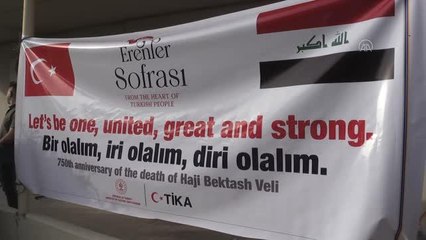 Erenler
Sofrası
FROM THE HEART OF
TURKISH PEOPLE
الله اكبر
Let's be one, united, great and strong.
Bir olalım, iri olalım, diri olalım.
750th anniversary of the death of Haji Bektash Veli
TİKA